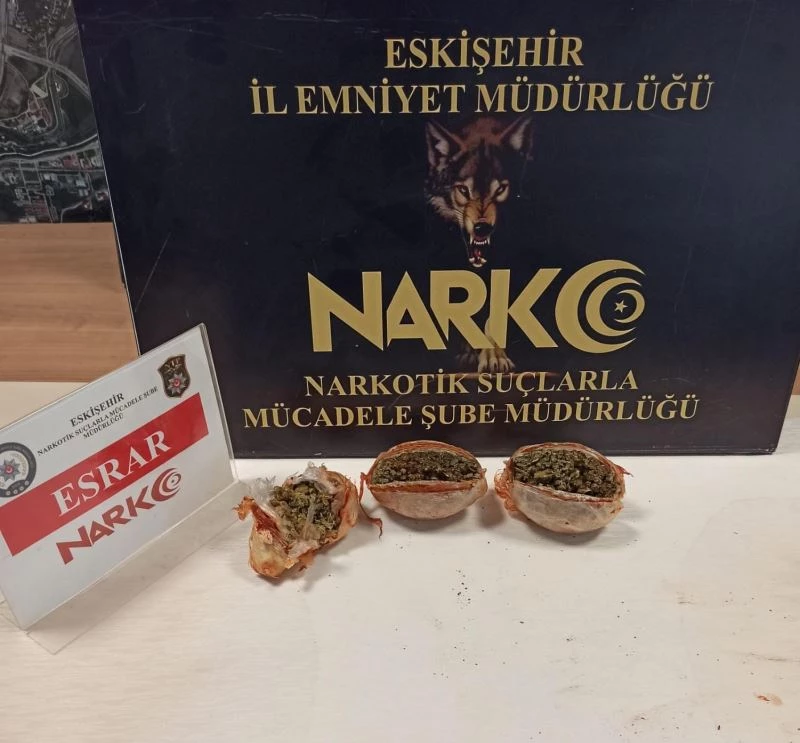 ESKİŞEHİR
İL EMNİYET MÜDÜRLÜĞÜ
NARKO
NARKOTİK SUÇLARLA
MÜCADELE ŞUBE MÜDÜRLÜĞÜ
ESKİŞEHİR
NARKOTİK SUÇLARLA MÜCADELE ŞUBE
MÜDÜRLÜĞÜ
ESRAR
NARKO